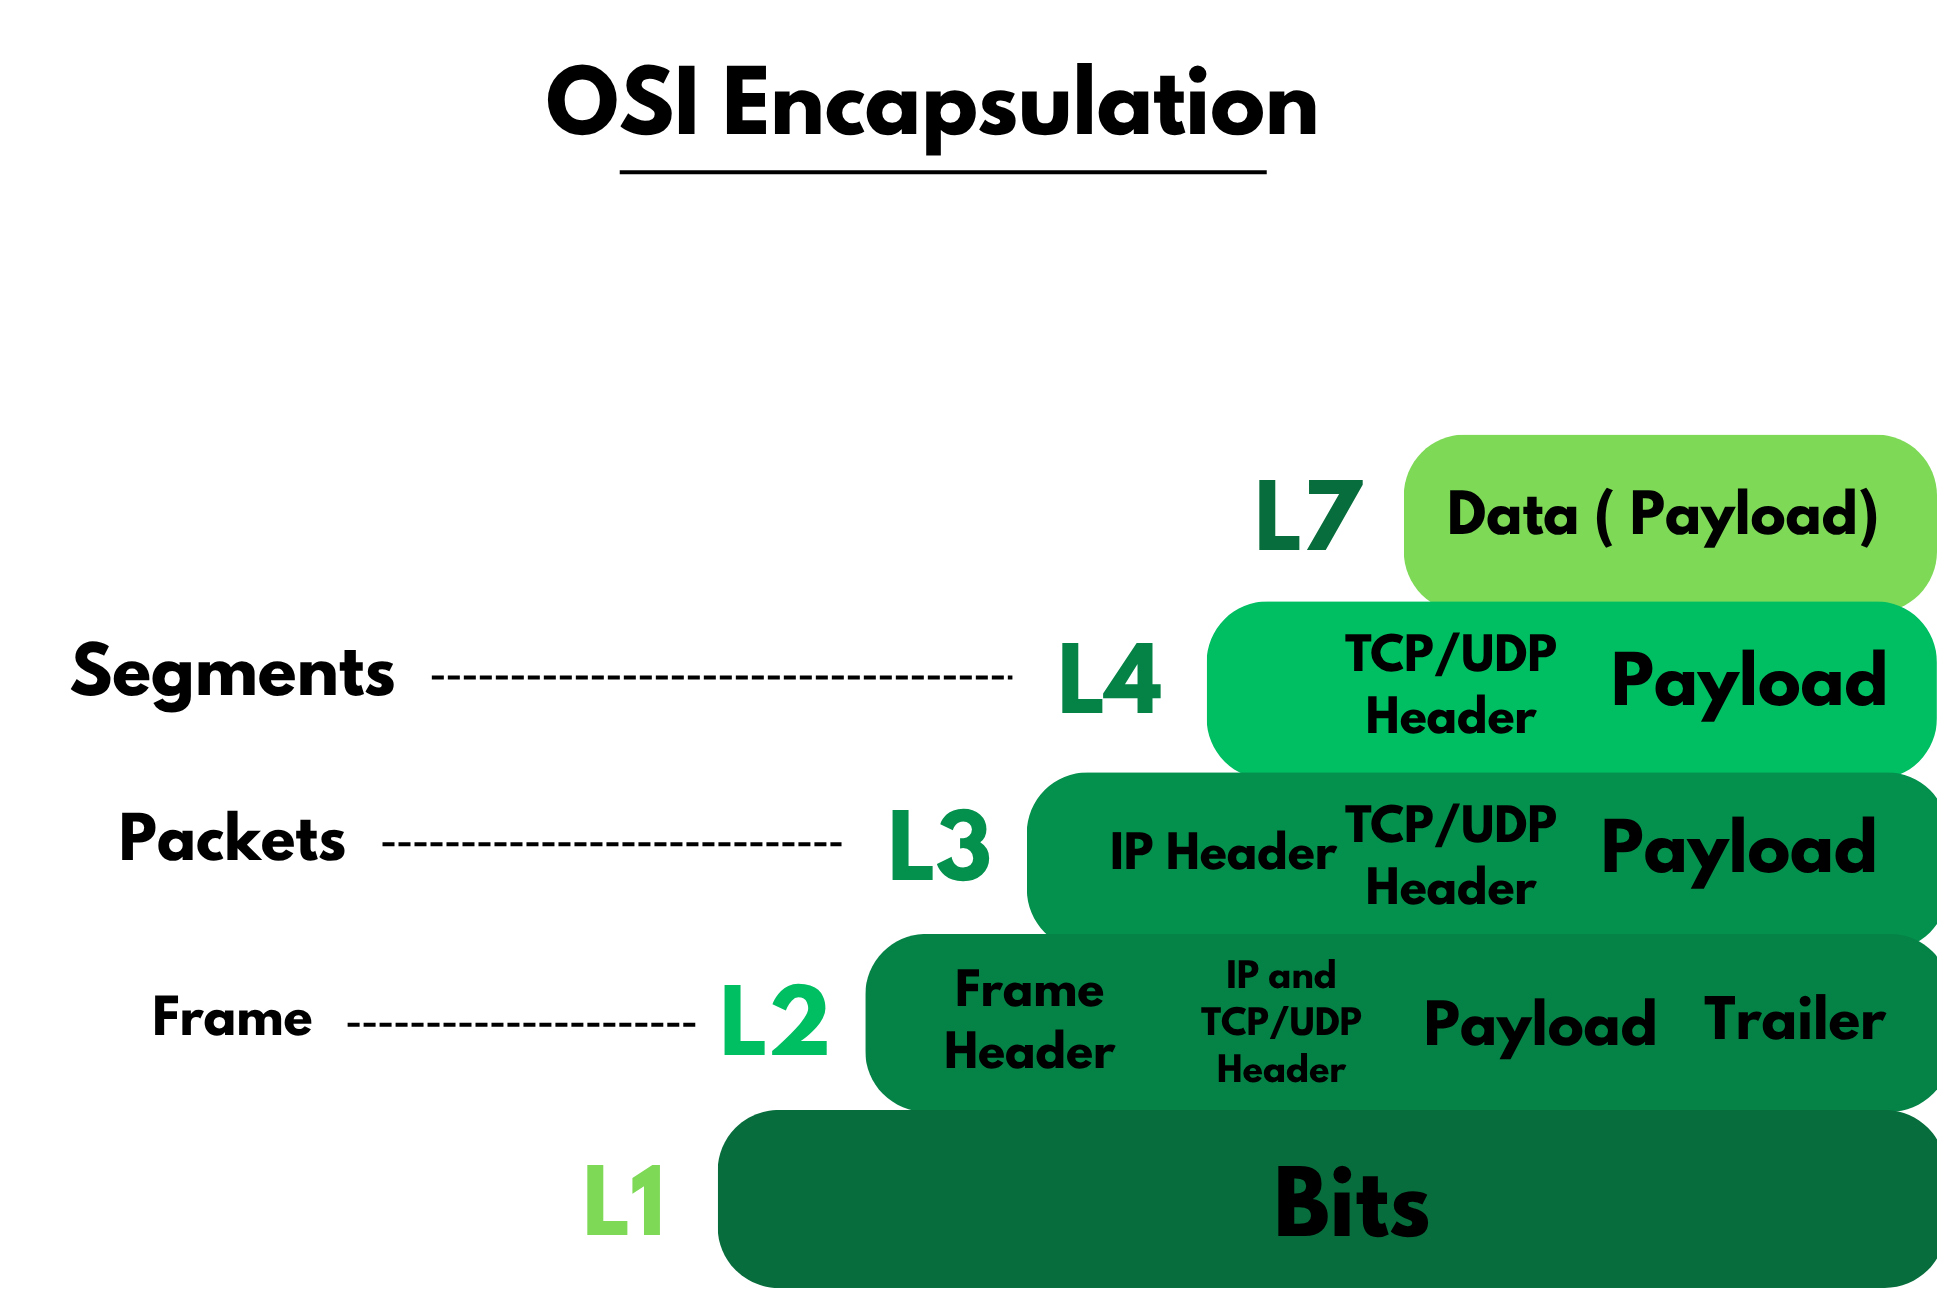 OSI Encapsulation
L7 Data ( Payload)
Segments L4 TCP/UDP Header Payload
Packets L3 IP Header TCP/UDP Header Payload
Frame L2 Frame Header IP and TCP/UDP Header Payload Trailer
L1 Bits